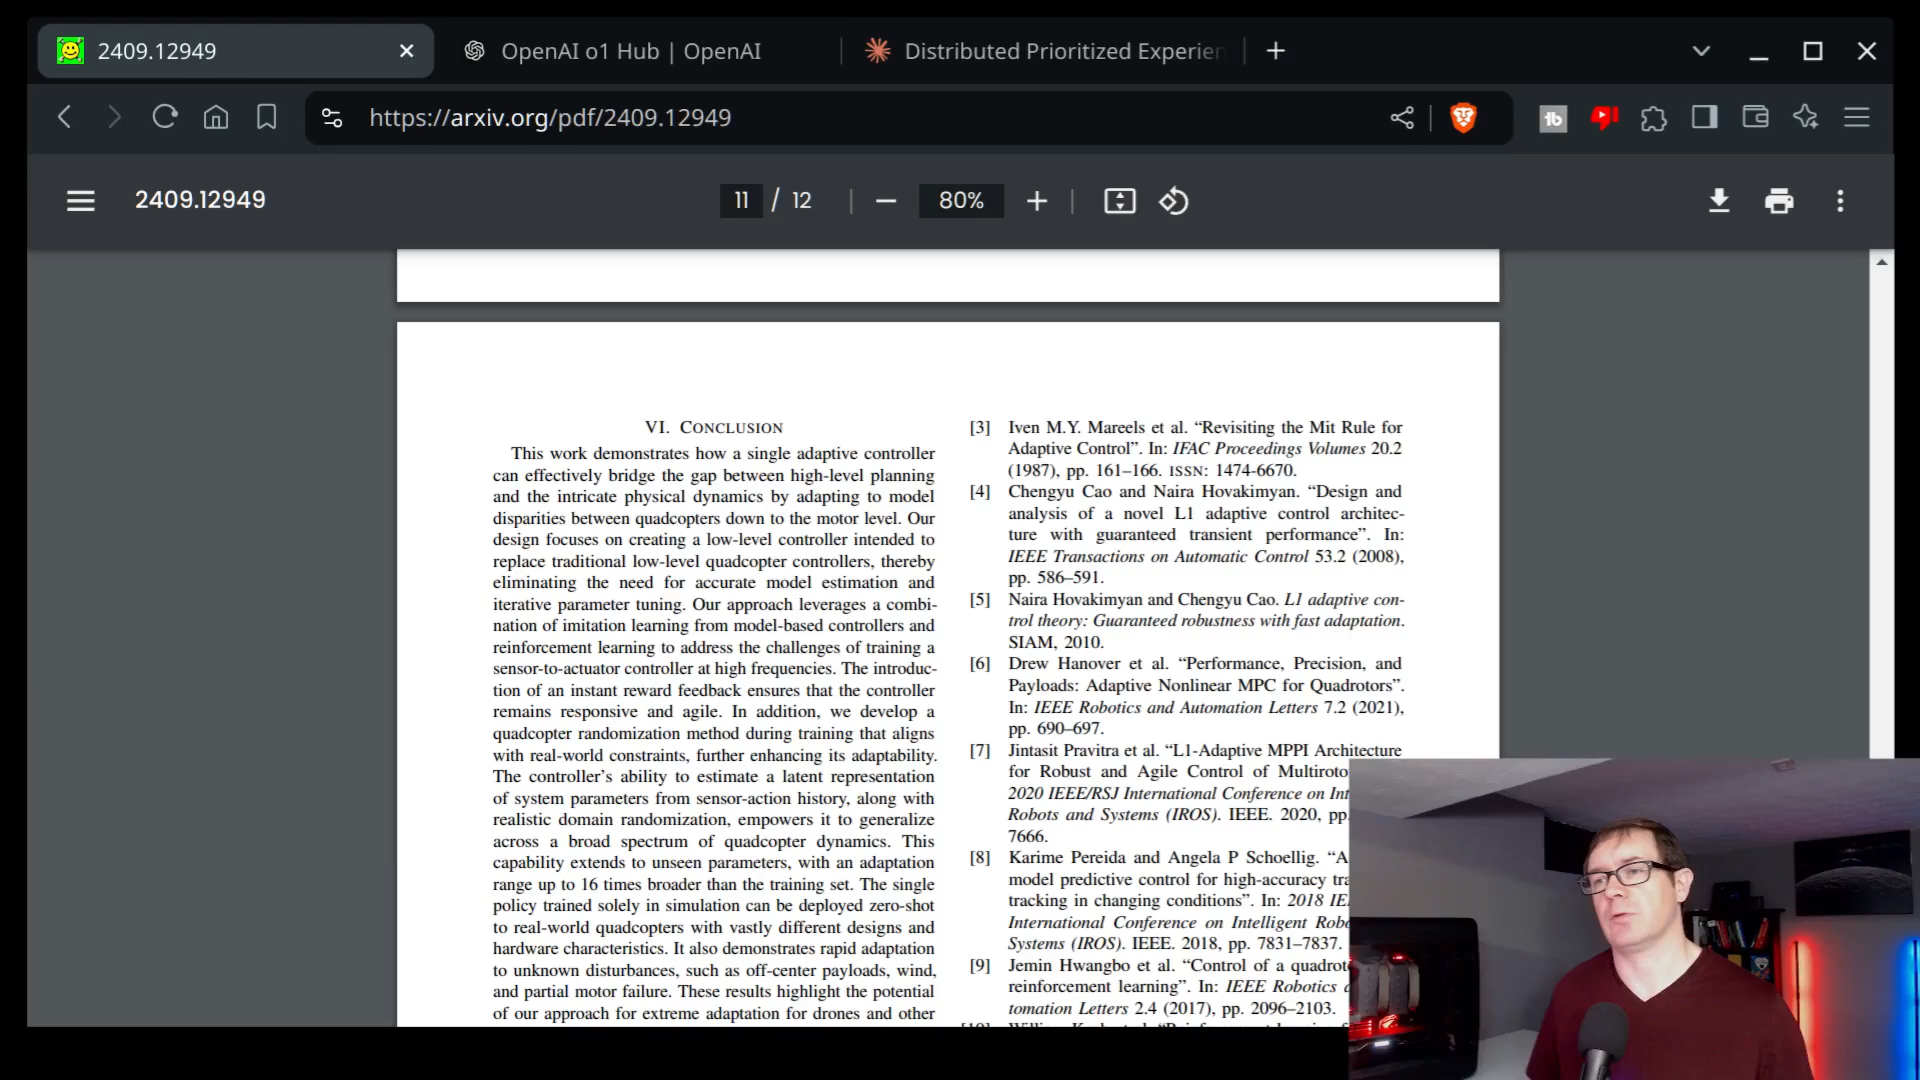 2409.12949
OpenAI o1 Hub | OpenAI
Distributed Prioritized Experien
https://arxiv.org/pdf/2409.12949
2409.12949
11 / 12
80%
VI. CONCLUSION
This work demonstrates how a single adaptive controller
can effectively bridge the gap between high-level planning
and the intricate physical dynamics by adapting to model
disparities between quadcopters down to the motor level. Our
design focuses on creating a low-level controller intended to
replace traditional low-level quadcopter controllers, thereby
eliminating the need for accurate model estimation and
iterative parameter tuning. Our approach leverages a combi-
nation of imitation learning from model-based controllers and
reinforcement learning to address the challenges of training a
sensor-to-actuator controller at high frequencies. The introduc-
tion of an instant reward feedback ensures that the controller
remains responsive and agile. In addition, we develop a
quadcopter randomization method during training that aligns
with real-world constraints, further enhancing its adaptability.
The controller's ability to estimate a latent representation
of system parameters from sensor-action history, along with
realistic domain randomization, empowers it to generalize
across a broad spectrum of quadcopter dynamics. This
capability extends to unseen parameters, with an adaptation
range up to 16 times broader than the training set. The single
policy trained solely in simulation can be deployed zero-shot
to real-world quadcopters with vastly different designs and
hardware characteristics. It also demonstrates rapid adaptation
to unknown disturbances, such as off-center payloads, wind,
and partial motor failure. These results highlight the potential
of our approach for extreme adaptation for drones and other
[3] Iven M.Y. Mareels et al. “Revisiting the Mit Rule for
Adaptive Control”. In: IFAC Proceedings Volumes 20.2
(1987), pp. 161–166. ISSN: 1474-6670.
[4] Chengyu Cao and Naira Hovakimyan. “Design and
analysis of a novel L1 adaptive control architec-
ture with guaranteed transient performance”. In:
IEEE Transactions on Automatic Control 53.2 (2008),
pp. 586–591.
[5] Naira Hovakimyan and Chengyu Cao. L1 adaptive con-
trol theory: Guaranteed robustness with fast adaptation.
SIAM, 2010.
[6] Drew Hanover et al. “Performance, Precision, and
Payloads: Adaptive Nonlinear MPC for Quadrotors”.
In: IEEE Robotics and Automation Letters 7.2 (2021),
pp. 690–697.
[7] Jintasit Pravitra et al. “L1-Adaptive MPPI Architecture
for Robust and Agile Control of Multiroto
2020 IEEE/RSJ International Conference on Int
Robots and Systems (IROS). IEEE. 2020, pp.
7666.
[8] Karime Pereida and Angela P Schoellig. “A
model predictive control for high-accuracy tra
tracking in changing conditions”. In: 2018 IE
International Conference on Intelligent Robo
Systems (IROS). IEEE. 2018, pp. 7831–7837.
[9] Jemin Hwangbo et al. “Control of a quadrot
reinforcement learning”. In: IEEE Robotics a
tomation Letters 2.4 (2017), pp. 2096–2103.